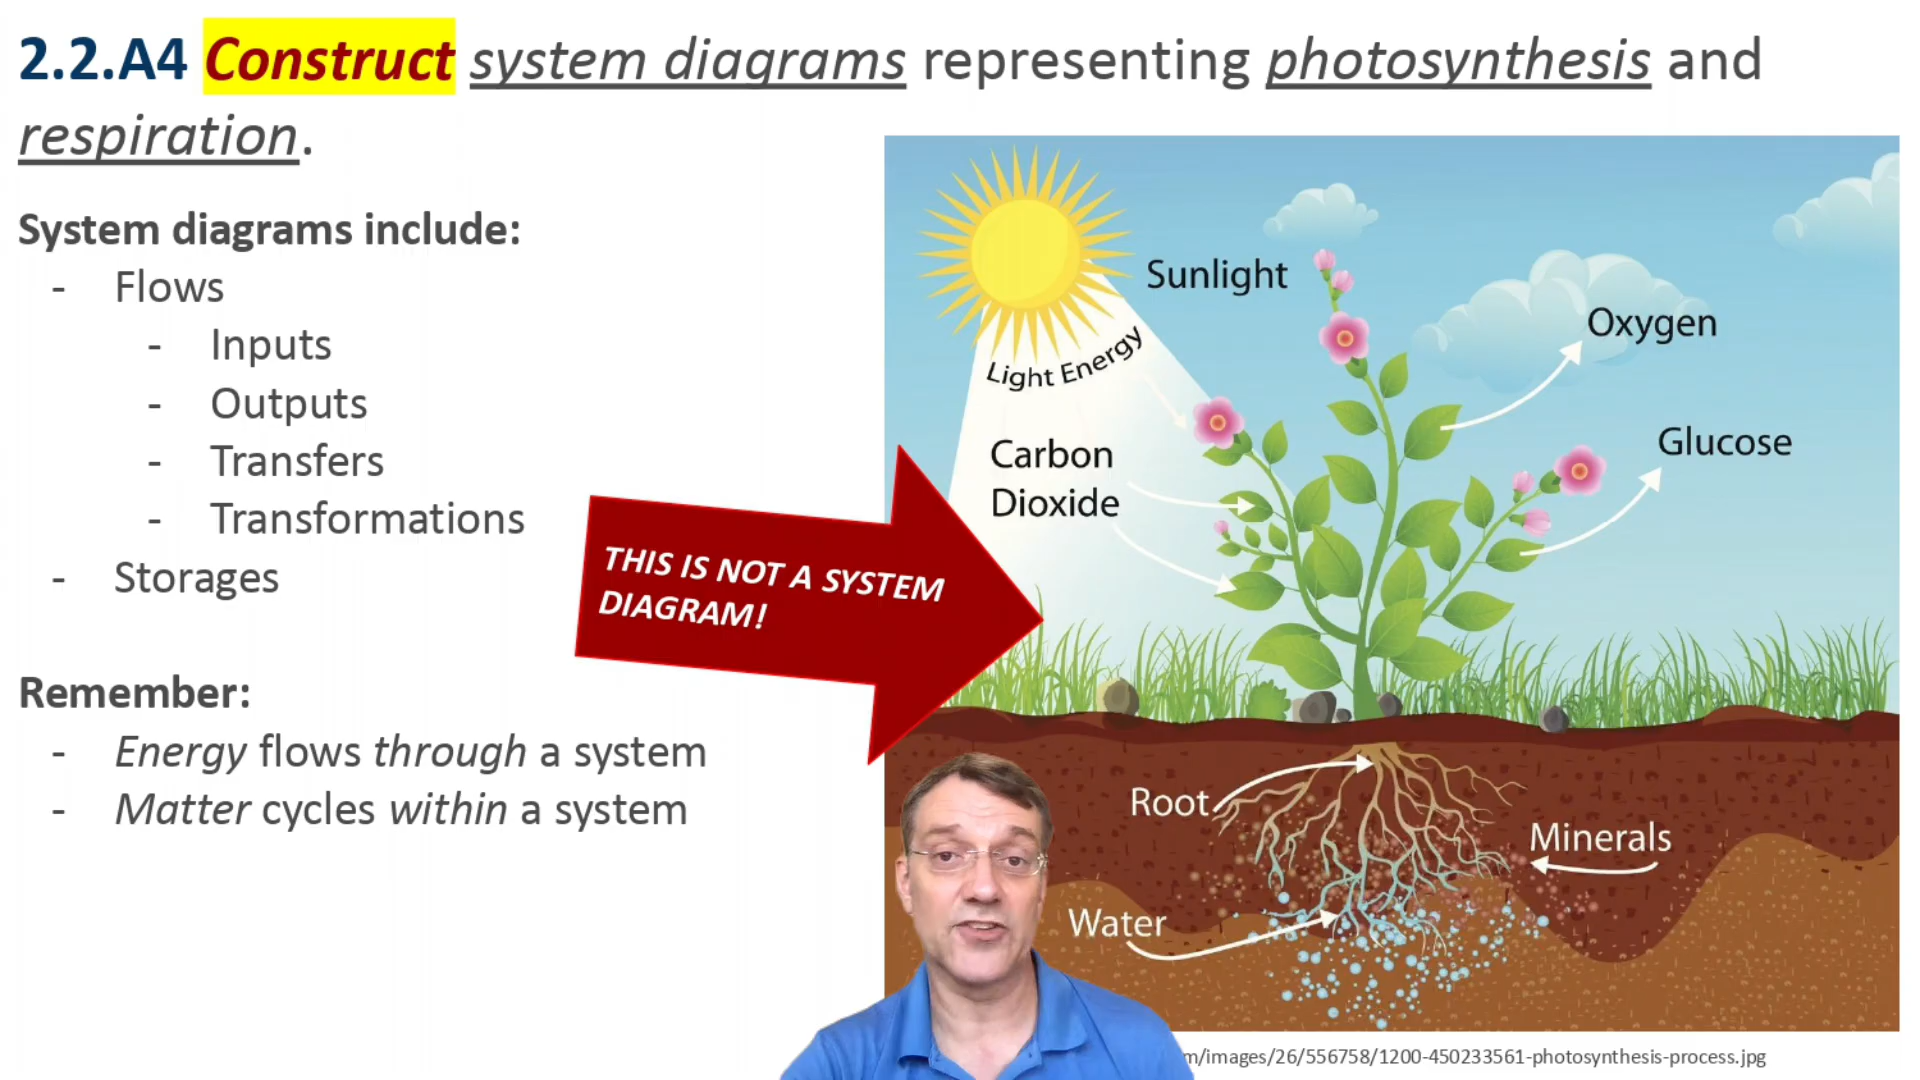 2.2.A4 Construct system diagrams representing photosynthesis and
respiration.
System diagrams include:
- Flows
- Inputs
- Outputs
- Transfers
- Transformations
- Storages
Remember:
- Energy flows through a system
- Matter cycles within a system
THIS IS NOT A SYSTEM
DIAGRAM!
Sunlight
Light Energy
Oxygen
Carbon
Dioxide
Glucose
Root
Minerals
Water
m/images/26/556758/1200-450233561-photosynthesis-process.jpg